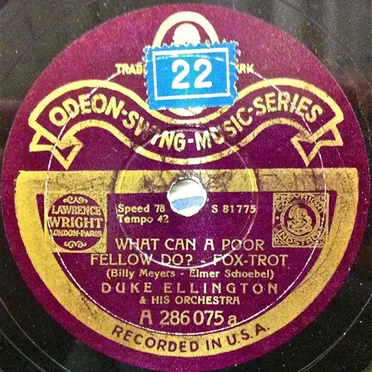 TRADE MARK
22
ODEON-SWING-MUSIC-SERIES
LAWRENCE
WRIGHT
LONDON-PARIS
Speed 78
Tempo 42
S 81775
WHAT CAN A POOR
FELLOW DO? - FOX-TROT
(Billy Meyers - Elmer Schoebel)
DUKE ELLINGTON
& HIS ORCHESTRA
A 286 075 a
RECORDED IN U.S.A.